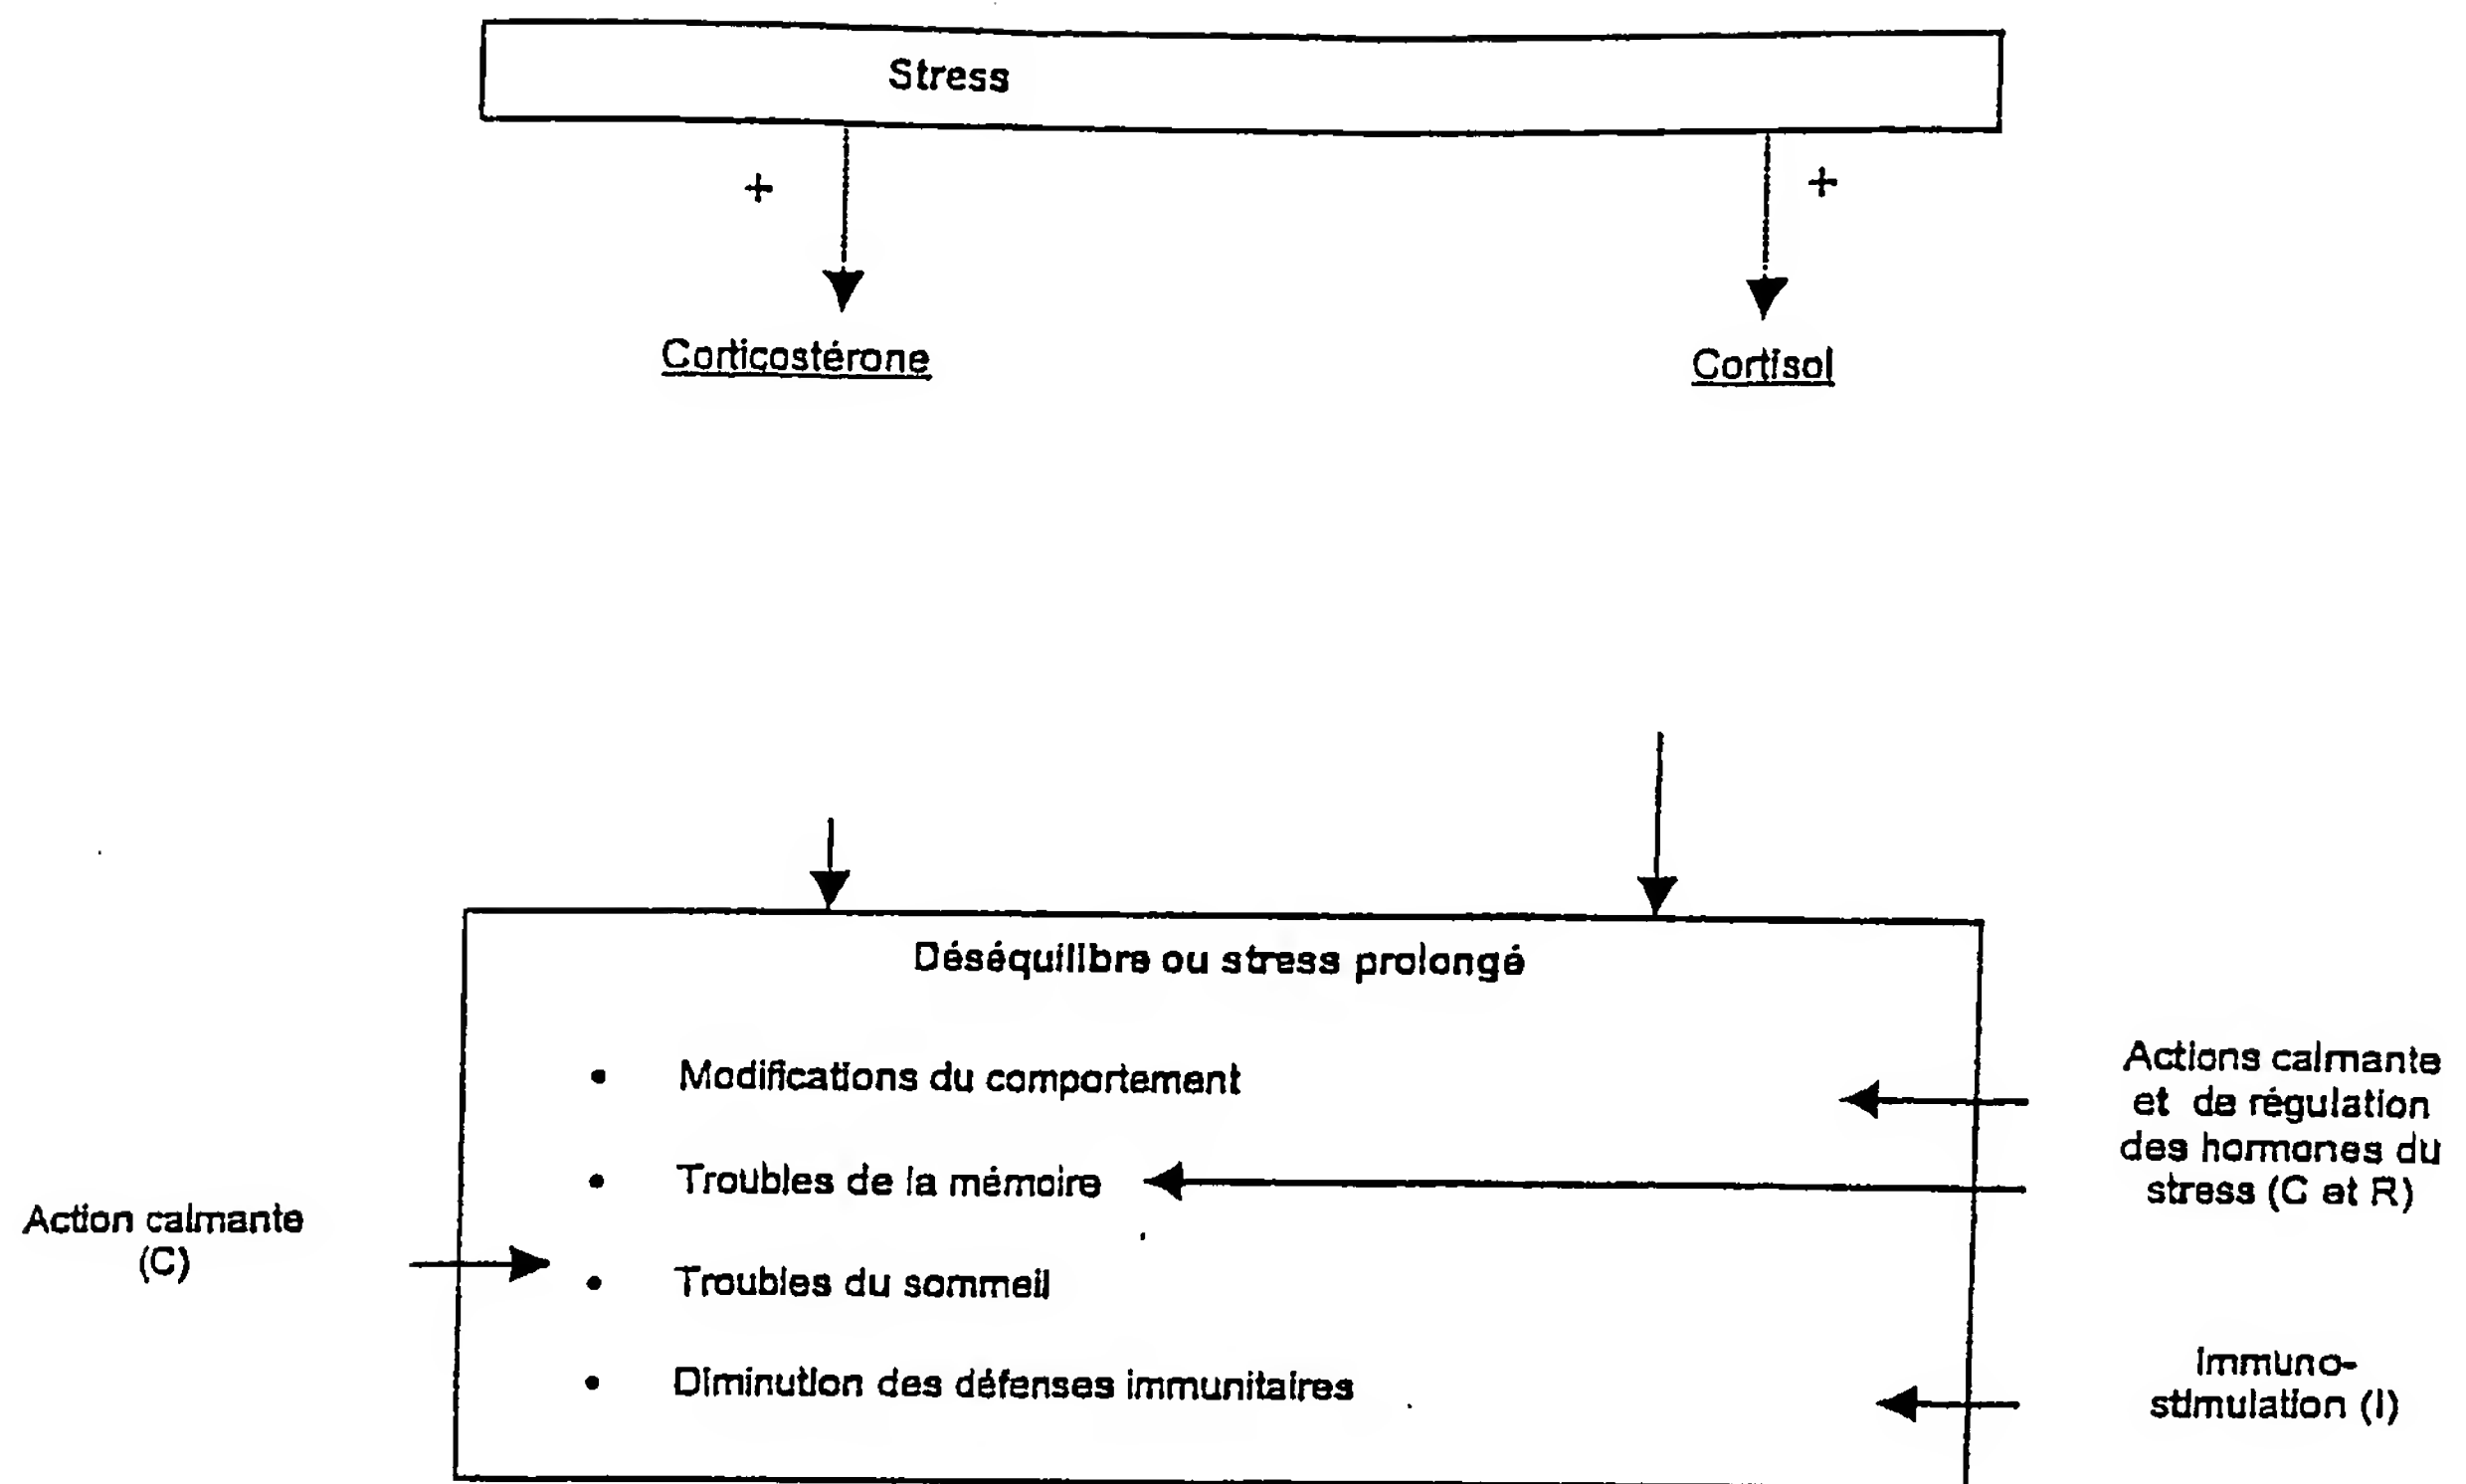 Stress
+
+
Corticostérone
Cortisol
Déséquilibre ou stress prolongé
• Modifications du comportement
• Troubles de la mémoire
• Troubles du sommeil
• Diminution des défenses immunitaires
Action calmante
(C)
Actions calmante
et de régulation
des hormones du
stress (C et R)
Immuno-
stimulation (I)